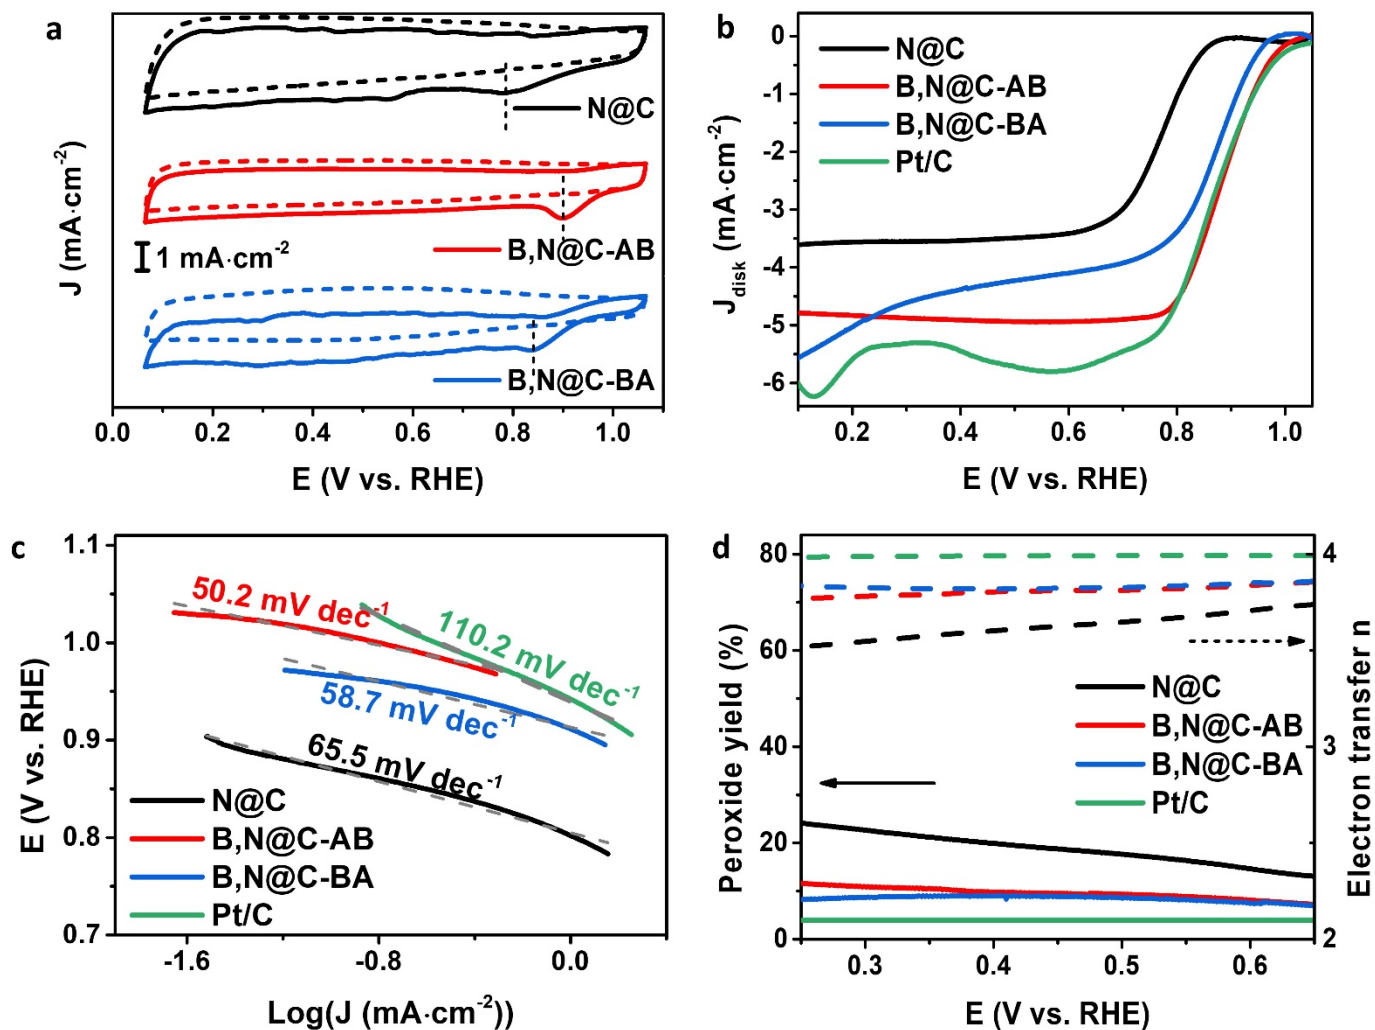 a
J (mA·cm⁻²)
N@C
B,N@C-AB
1 mA·cm⁻²
B,N@C-BA
0.0 0.2 0.4 0.6 0.8 1.0
E (V vs. RHE)
b
J_disk (mA·cm⁻²)
0
-1
-2
-3
-4
-5
-6
N@C
B,N@C-AB
B,N@C-BA
Pt/C
0.2 0.4 0.6 0.8 1.0
E (V vs. RHE)
c
E (V vs. RHE)
1.1
1.0
0.9
0.8
0.7
50.2 mV dec⁻¹
110.2 mV dec⁻¹
58.7 mV dec⁻¹
65.5 mV dec⁻¹
N@C
B,N@C-AB
B,N@C-BA
Pt/C
-1.6 -0.8 0.0
Log(J (mA·cm⁻²))
d
Peroxide yield (%)
80
60
40
20
0
N@C
B,N@C-AB
B,N@C-BA
Pt/C
4
3
2
Electron transfer n
0.3 0.4 0.5 0.6
E (V vs. RHE)